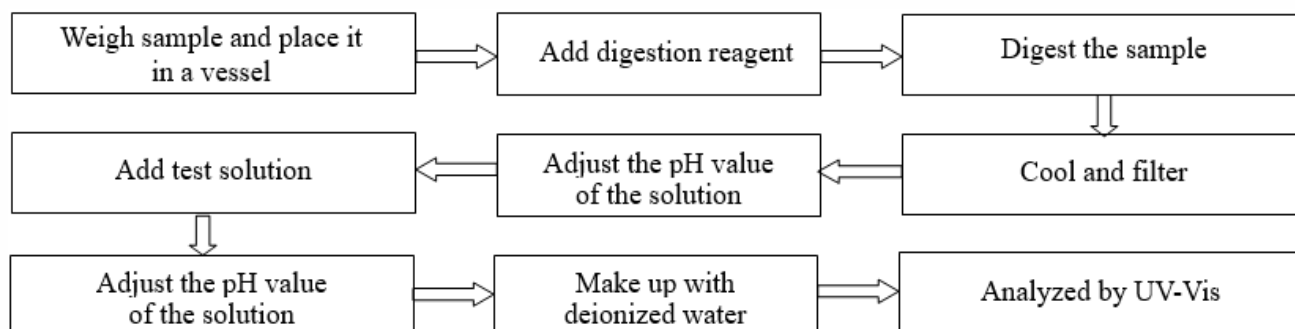 Weigh sample and place it
in a vessel
Add digestion reagent
Digest the sample
Cool and filter
Adjust the pH value
of the solution
Add test solution
Adjust the pH value
of the solution
Make up with
deionized water
Analyzed by UV-Vis